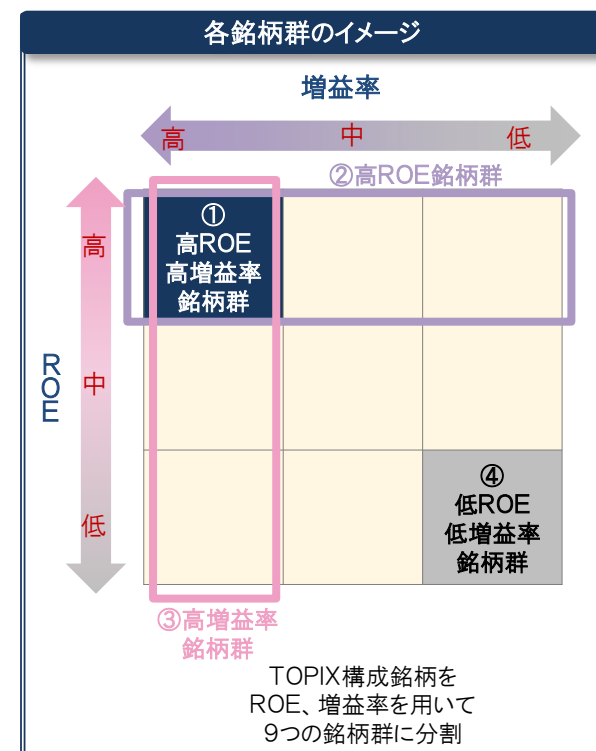 各銘柄群のイメージ
増益率
高 中 低
②高ROE銘柄群
ROE
高
中
低
①
高ROE
高増益率
銘柄群
④
低ROE
低増益率
銘柄群
③高増益率
銘柄群
TOPIX構成銘柄を
ROE、増益率を用いて
9つの銘柄群に分割